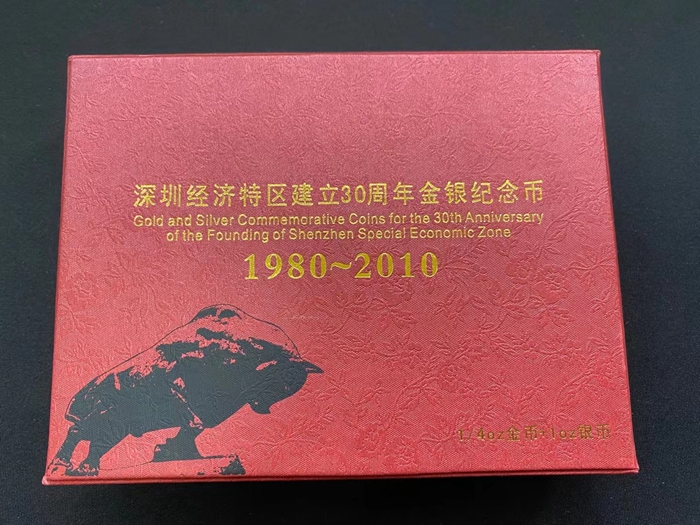 深圳经济特区建立30周年金银纪念币
Gold and Silver Commemorative Coins for the 30th Anniversary
of the Founding of Shenzhen Special Economic Zone
1980~2010
1/4oz金币+1oz银币